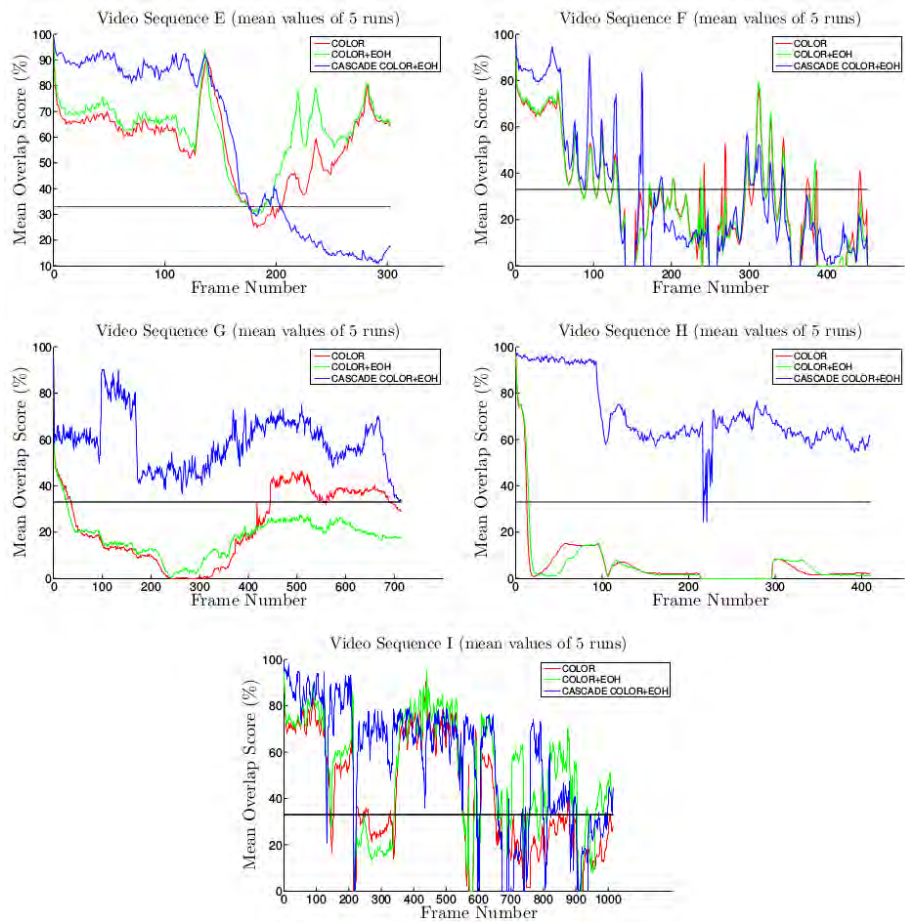 Video Sequence E (mean values of 5 runs)
Mean Overlap Score (%)
100
90
80
70
60
50
40
30
20
10
COLOR
COLOR+EOH
CASCADE COLOR+EOH
0 100 200 300
Frame Number
Video Sequence F (mean values of 5 runs)
Mean Overlap Score (%)
100
80
60
40
20
0
COLOR
COLOR+EOH
CASCADE COLOR+EOH
0 100 200 300 400
Frame Number
Video Sequence G (mean values of 5 runs)
Mean Overlap Score (%)
100
80
60
40
20
0
COLOR
COLOR+EOH
CASCADE COLOR+EOH
0 100 200 300 400 500 600 700
Frame Number
Video Sequence H (mean values of 5 runs)
Mean Overlap Score (%)
100
80
60
40
20
0
COLOR
COLOR+EOH
CASCADE COLOR+EOH
0 100 200 300 400
Frame Number
Video Sequence I (mean values of 5 runs)
Mean Overlap Score (%)
100
80
60
40
20
0
COLOR
COLOR+EOH
CASCADE COLOR+EOH
0 100 200 300 400 500 600 700 800 900 1000
Frame Number